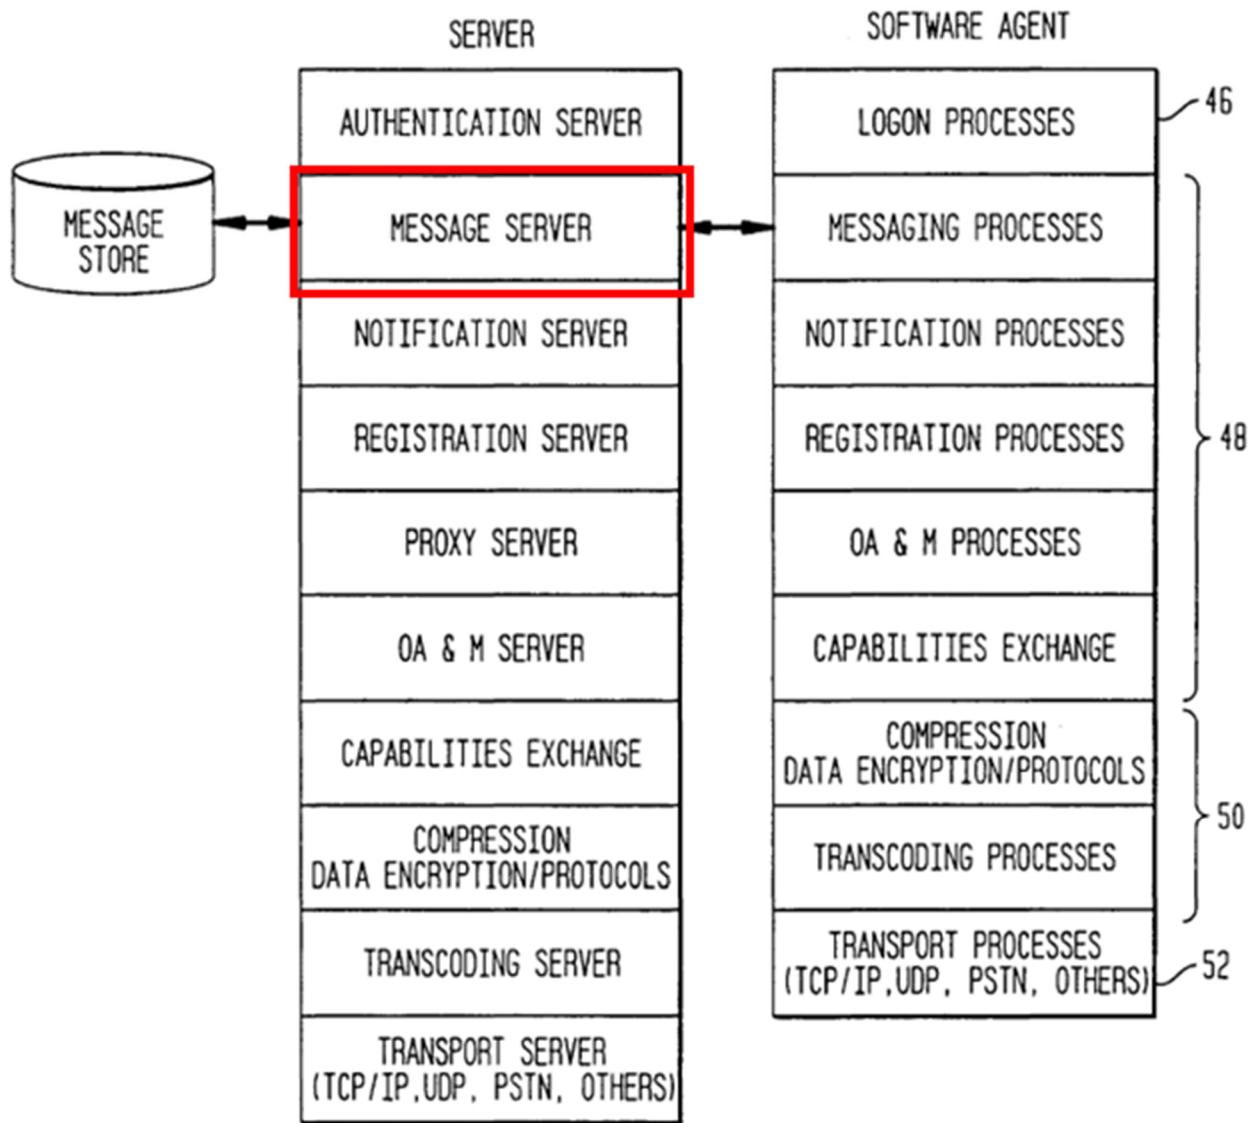 SERVER
AUTHENTICATION SERVER
MESSAGE
STORE
MESSAGE SERVER
NOTIFICATION SERVER
REGISTRATION SERVER
PROXY SERVER
OA & M SERVER
CAPABILITIES EXCHANGE
COMPRESSION
DATA ENCRYPTION/PROTOCOLS
TRANSCODING SERVER
TRANSPORT SERVER
(TCP/IP,UDP, PSTN, OTHERS)
SOFTWARE AGENT
LOGON PROCESSES
46
MESSAGING PROCESSES
NOTIFICATION PROCESSES
REGISTRATION PROCESSES
48
OA & M PROCESSES
CAPABILITIES EXCHANGE
COMPRESSION
DATA ENCRYPTION/PROTOCOLS
50
TRANSCODING PROCESSES
TRANSPORT PROCESSES
(TCP/IP,UDP, PSTN, OTHERS)
52